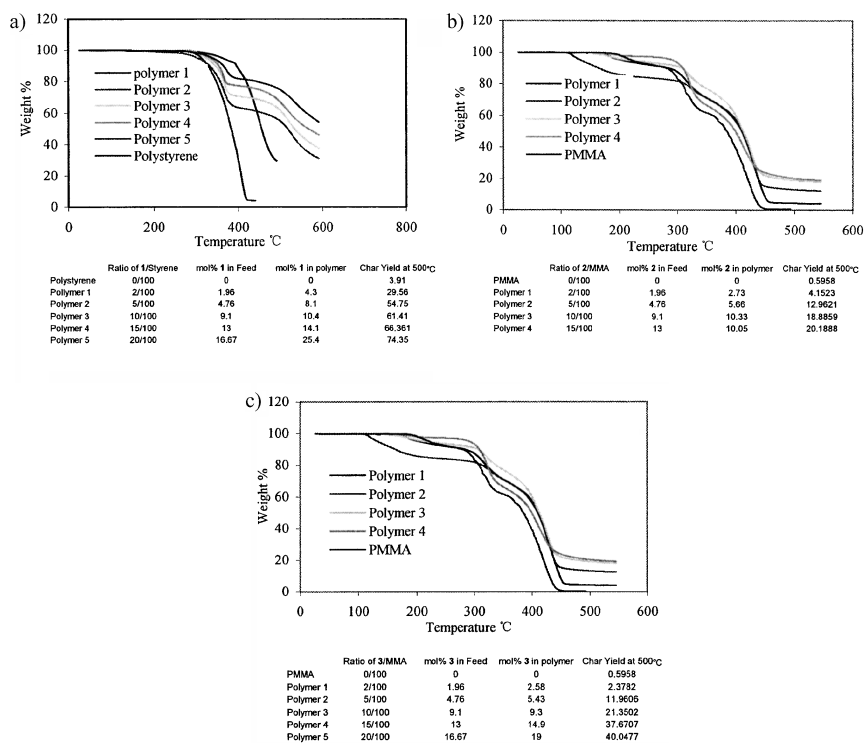 a)
120
100
80
60
40
20
0
Weight %
polymer 1
Polymer 2
Polymer 3
Polymer 4
Polymer 5
Polystyrene
0 200 400 600 800
Temperature ℃
Ratio of 1/Styrene mol% 1 in Feed mol% 1 in polymer Char Yield at 500°C
Polystyrene 0/100 0 0 3.91
Pollymer 1 2/100 1.96 4.3 29.56
Polymer 2 5/100 4.76 8.1 54.75
Polymer 3 10/100 9.1 10.4 61.41
Polymer 4 15/100 13 14.1 66.361
Polymer 5 20/100 16.67 25.4 74.35
b)
120
100
80
60
40
20
0
Weight %
Polymer 1
Polymer 2
Polymer 3
Polymer 4
PMMA
0 100 200 300 400 500 600
Temperature ℃
Ratio of 2/MMA mol% 2 in Feed mol% 2 in polymer Char Yield at 500°C
PMMA 0/100 0 0 0.5958
Polymer 1 2/100 1.96 2.73 4.1523
Polymer 2 5/100 4.76 5.66 12.9621
Polymer 3 10/100 9.1 10.33 18.8859
Polymer 4 15/100 13 10.05 20.1888
c)
120
100
80
60
40
20
0
Weight %
Polymer 1
Polymer 2
Polymer 3
Polymer 4
PMMA
0 100 200 300 400 500 600
Temperature ℃
Ratio of 3/MMA mol% 3 in Feed mol% 3 in polymer Char Yield at 500°C
PMMA 0/100 0 0 0.5958
Polymer 1 2/100 1.96 2.58 2.3782
Polymer 2 5/100 4.76 5.43 11.9606
Polymer 3 10/100 9.1 9.3 21.3502
Polymer 4 15/100 13 14.9 37.6707
Polymer 5 20/100 16.67 19 40.0477